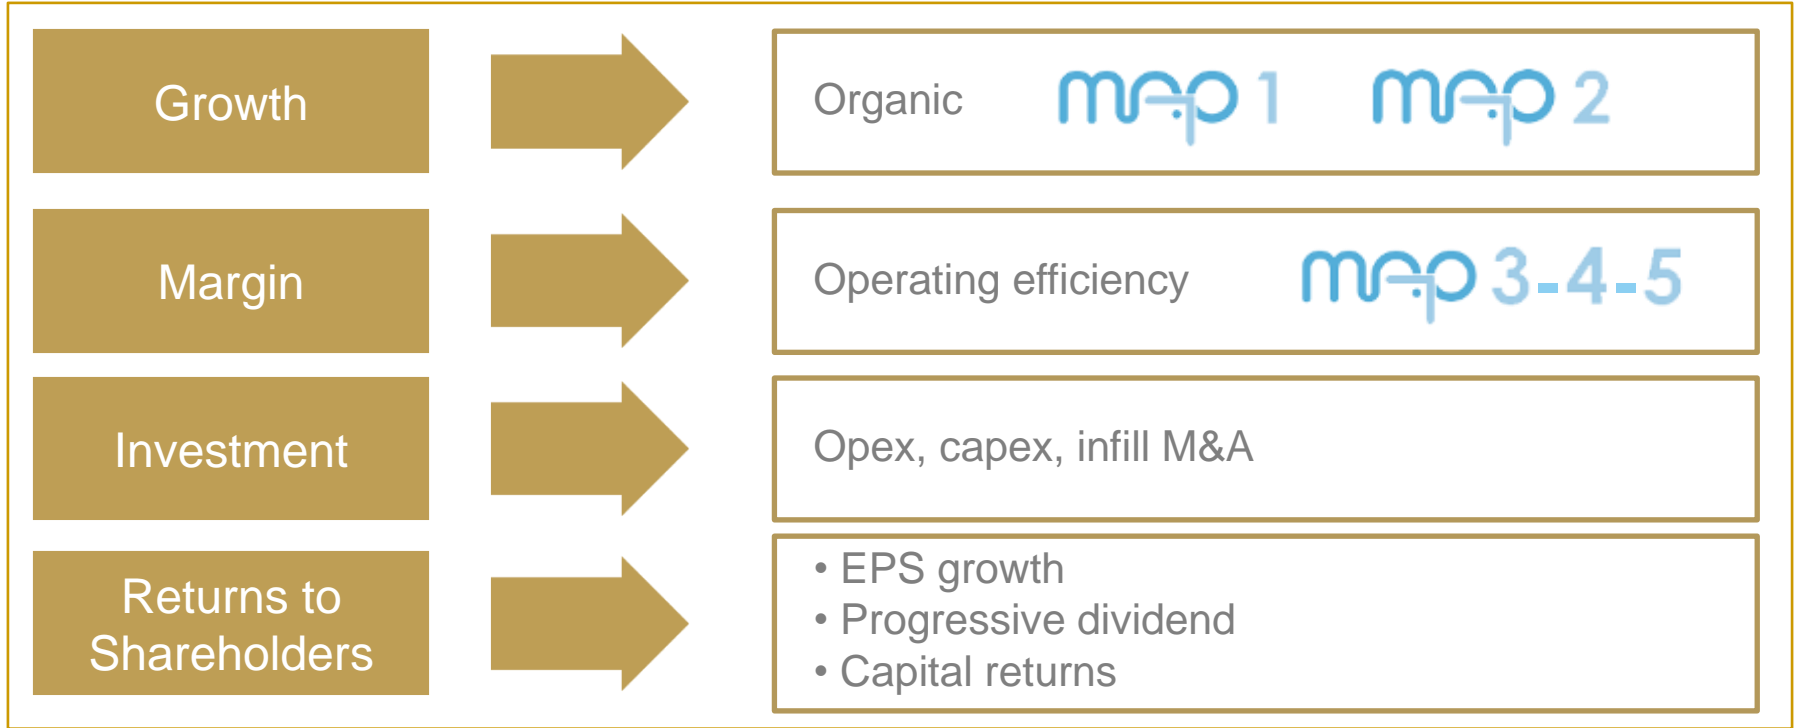 Growth
Organic map 1 map 2
Margin
Operating efficiency map 3-4-5
Investment
Opex, capex, infill M&A
Returns to
Shareholders
• EPS growth
• Progressive dividend
• Capital returns